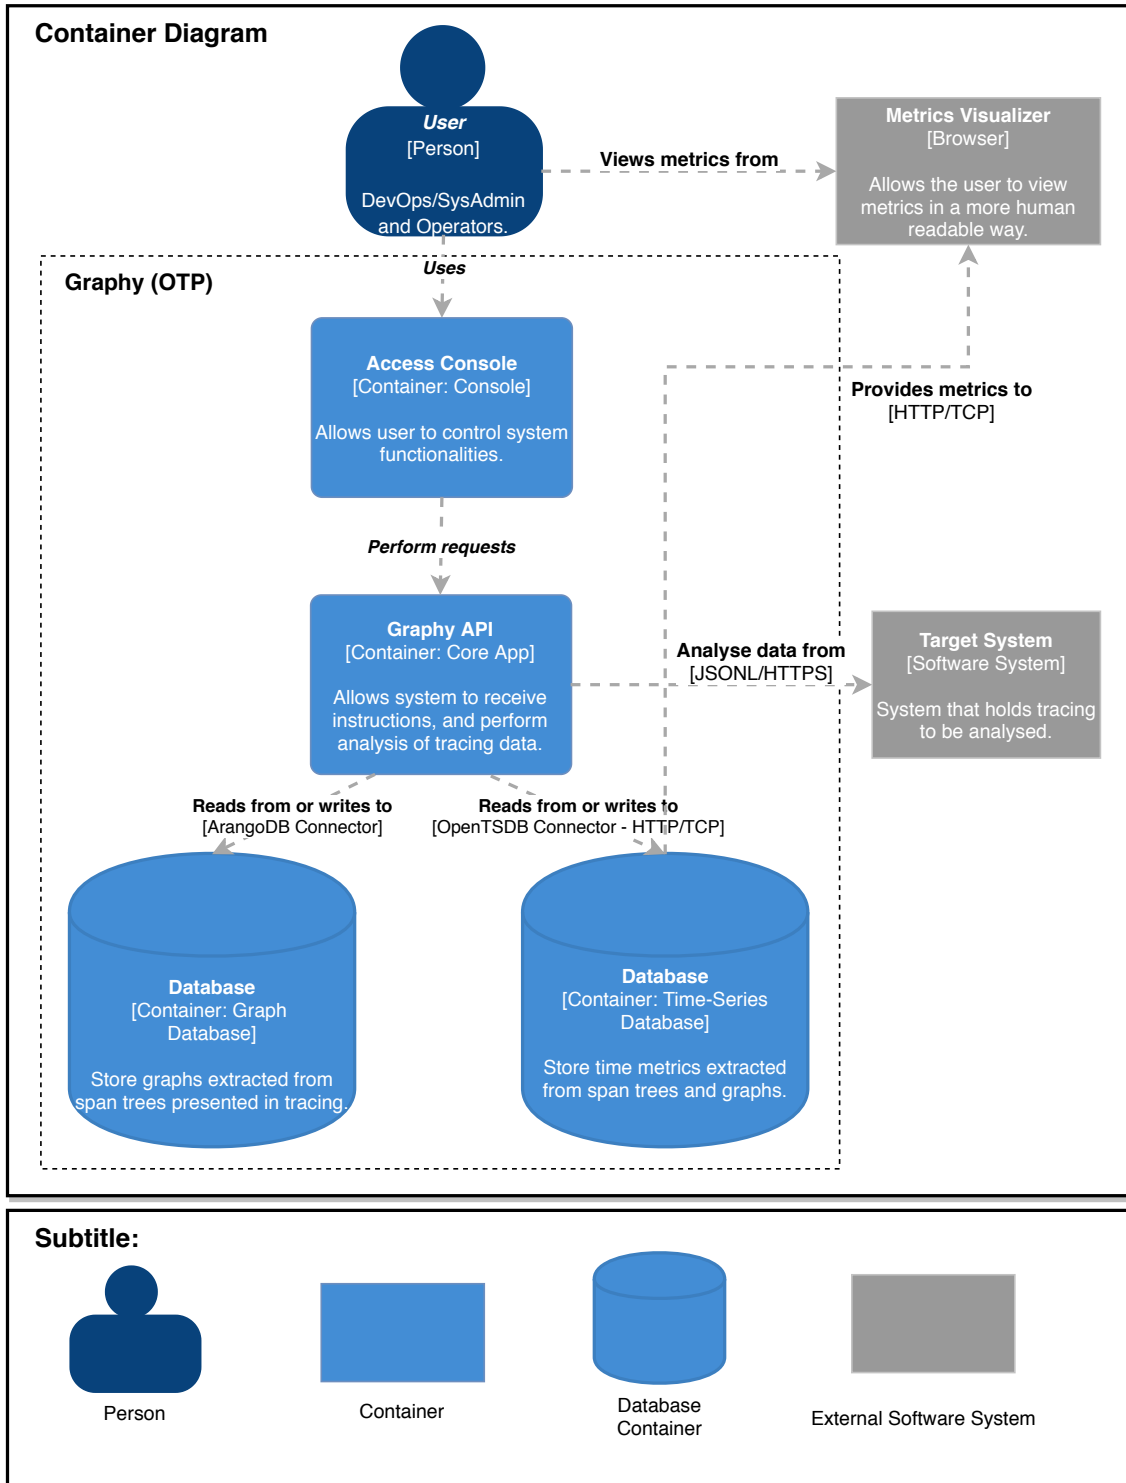 Container Diagram
User
[Person]
DevOps/SysAdmin
and Operators.
Views metrics from
Metrics Visualizer
[Browser]
Allows the user to view
metrics in a more human
readable way.
Uses
Graphy (OTP)
Access Console
[Container: Console]
Allows user to control system
functionalities.
Provides metrics to
[HTTP/TCP]
Perform requests
Graphy API
[Container: Core App]
Allows system to receive
instructions, and perform
analysis of tracing data.
Analyse data from
[JSONL/HTTPS]
Target System
[Software System]
System that holds tracing
to be analysed.
Reads from or writes to
[ArangoDB Connector]
Reads from or writes to
[OpenTSDB Connector - HTTP/TCP]
Database
[Container: Graph
Database]
Store graphs extracted from
span trees presented in tracing.
Database
[Container: Time-Series
Database]
Store time metrics extracted
from span trees and graphs.
Subtitle:
Person
Container
Database
Container
External Software System